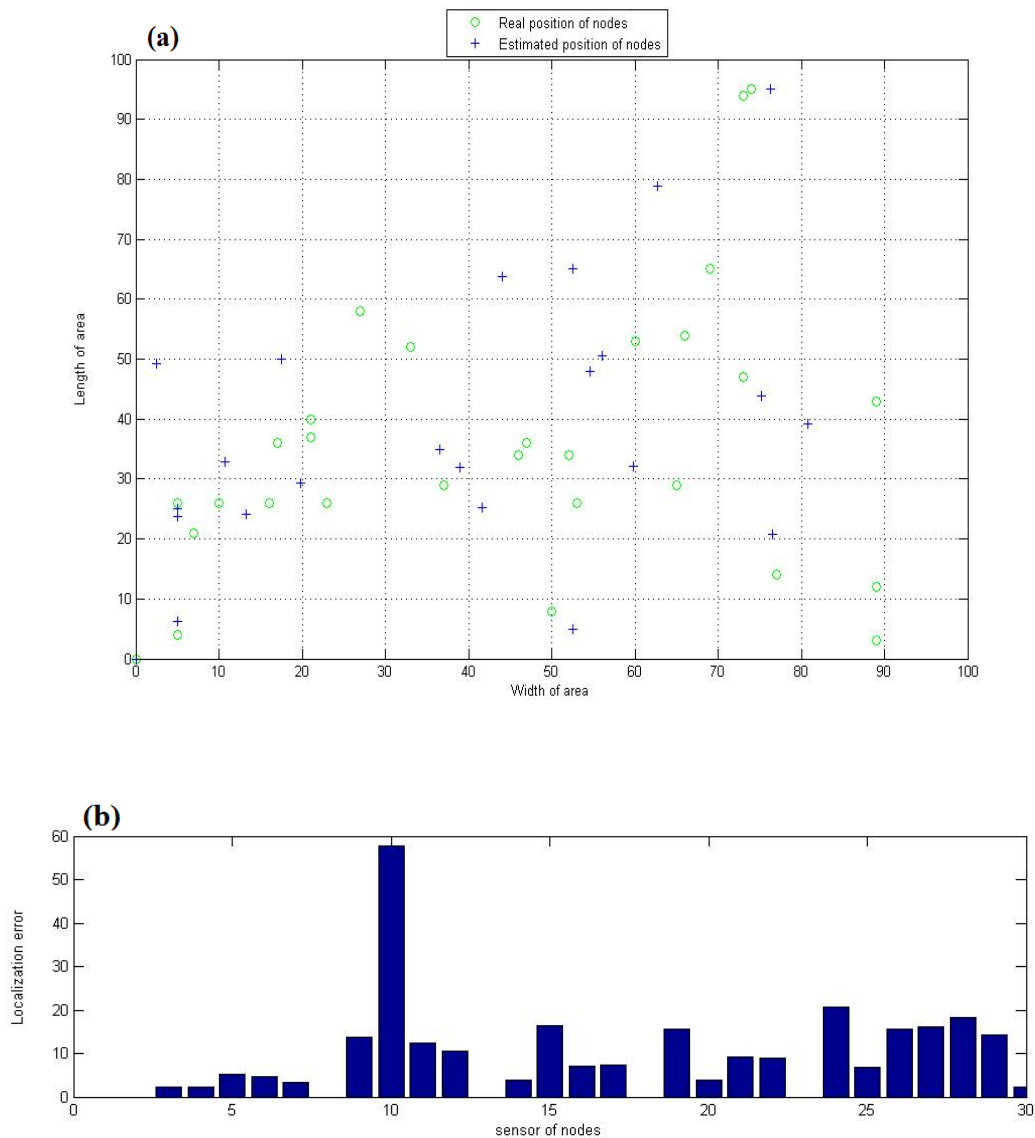 (a)
Real position of nodes
Estimated position of nodes
100
90
80
70
60
50
40
30
20
10
0
Length of area
0 10 20 30 40 50 60 70 80 90 100
Width of area
(b)
60
50
40
30
20
10
0
Localization error
0 5 10 15 20 25 30
sensor of nodes